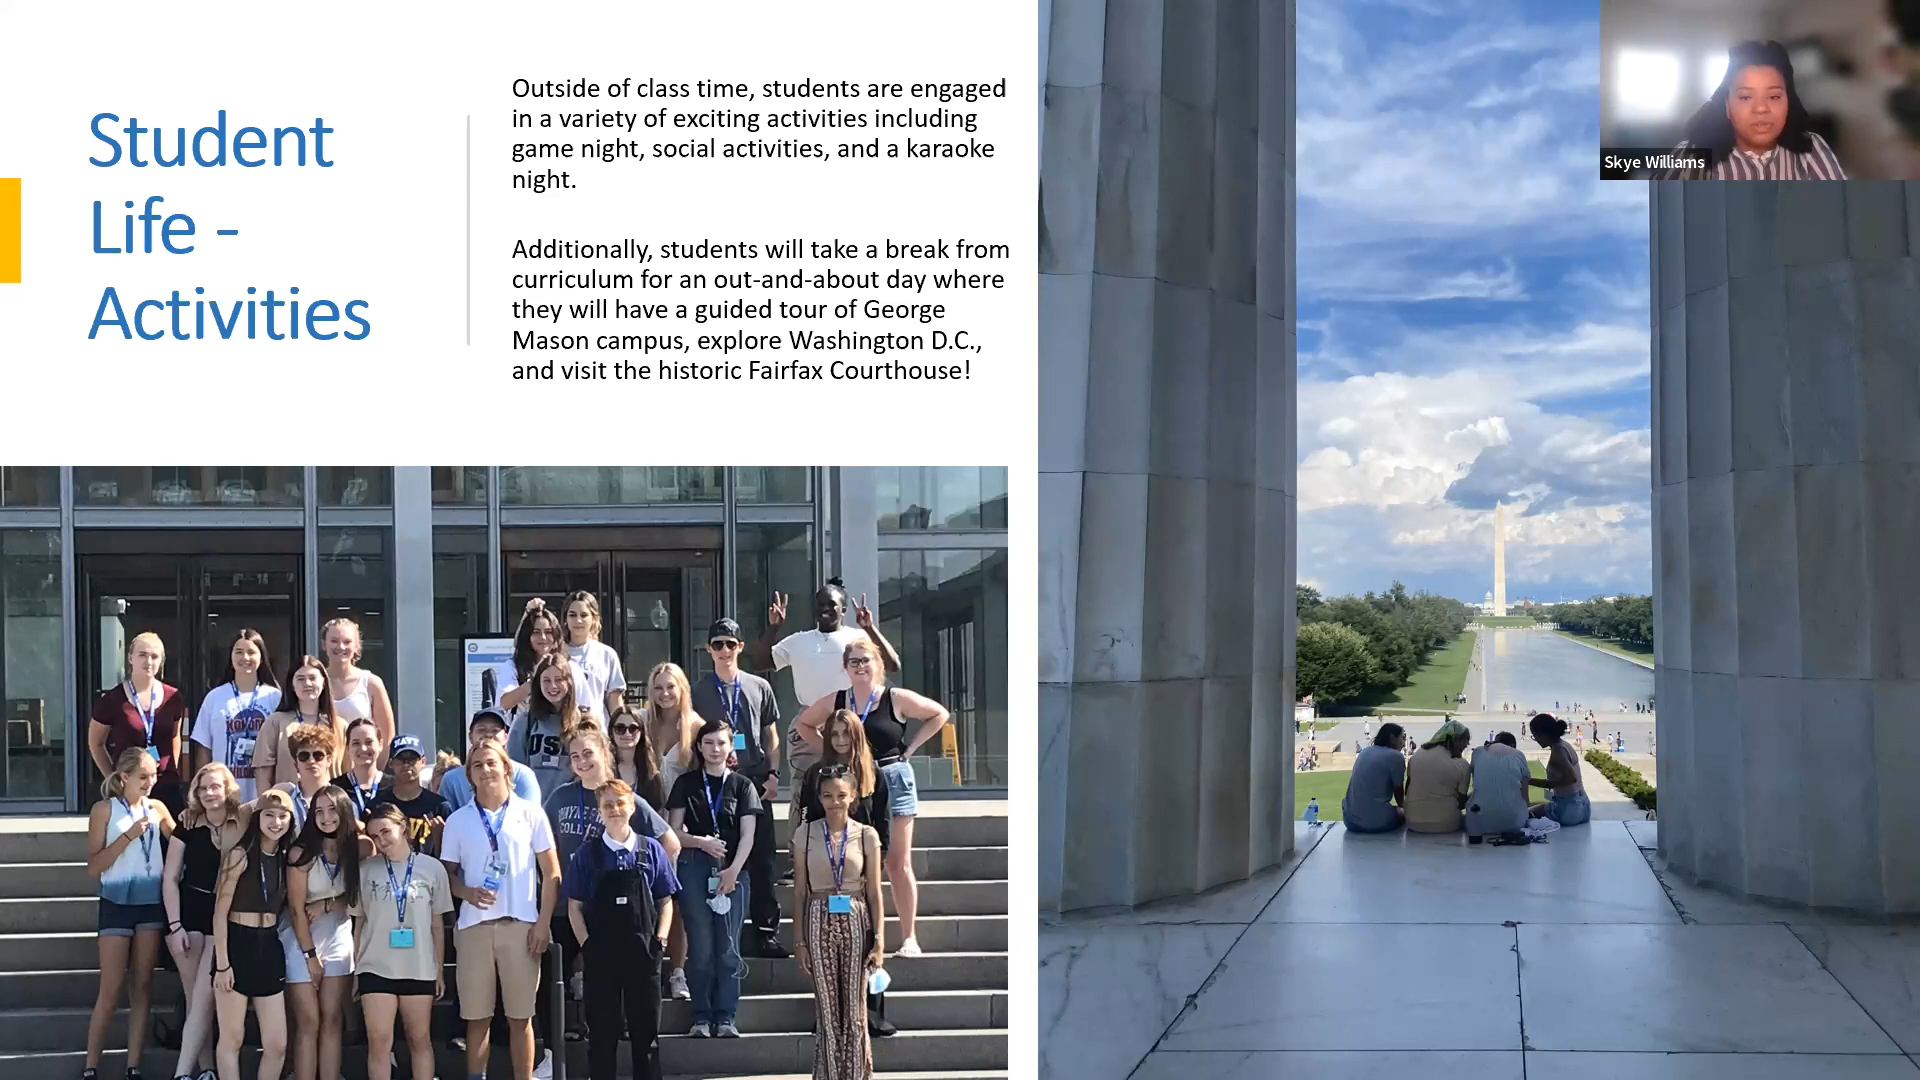 Student
Life -
Activities
Outside of class time, students are engaged
in a variety of exciting activities including
game night, social activities, and a karaoke
night.
Additionally, students will take a break from
curriculum for an out-and-about day where
they will have a guided tour of George
Mason campus, explore Washington D.C.,
and visit the historic Fairfax Courthouse!
Skye Williams
NAVY